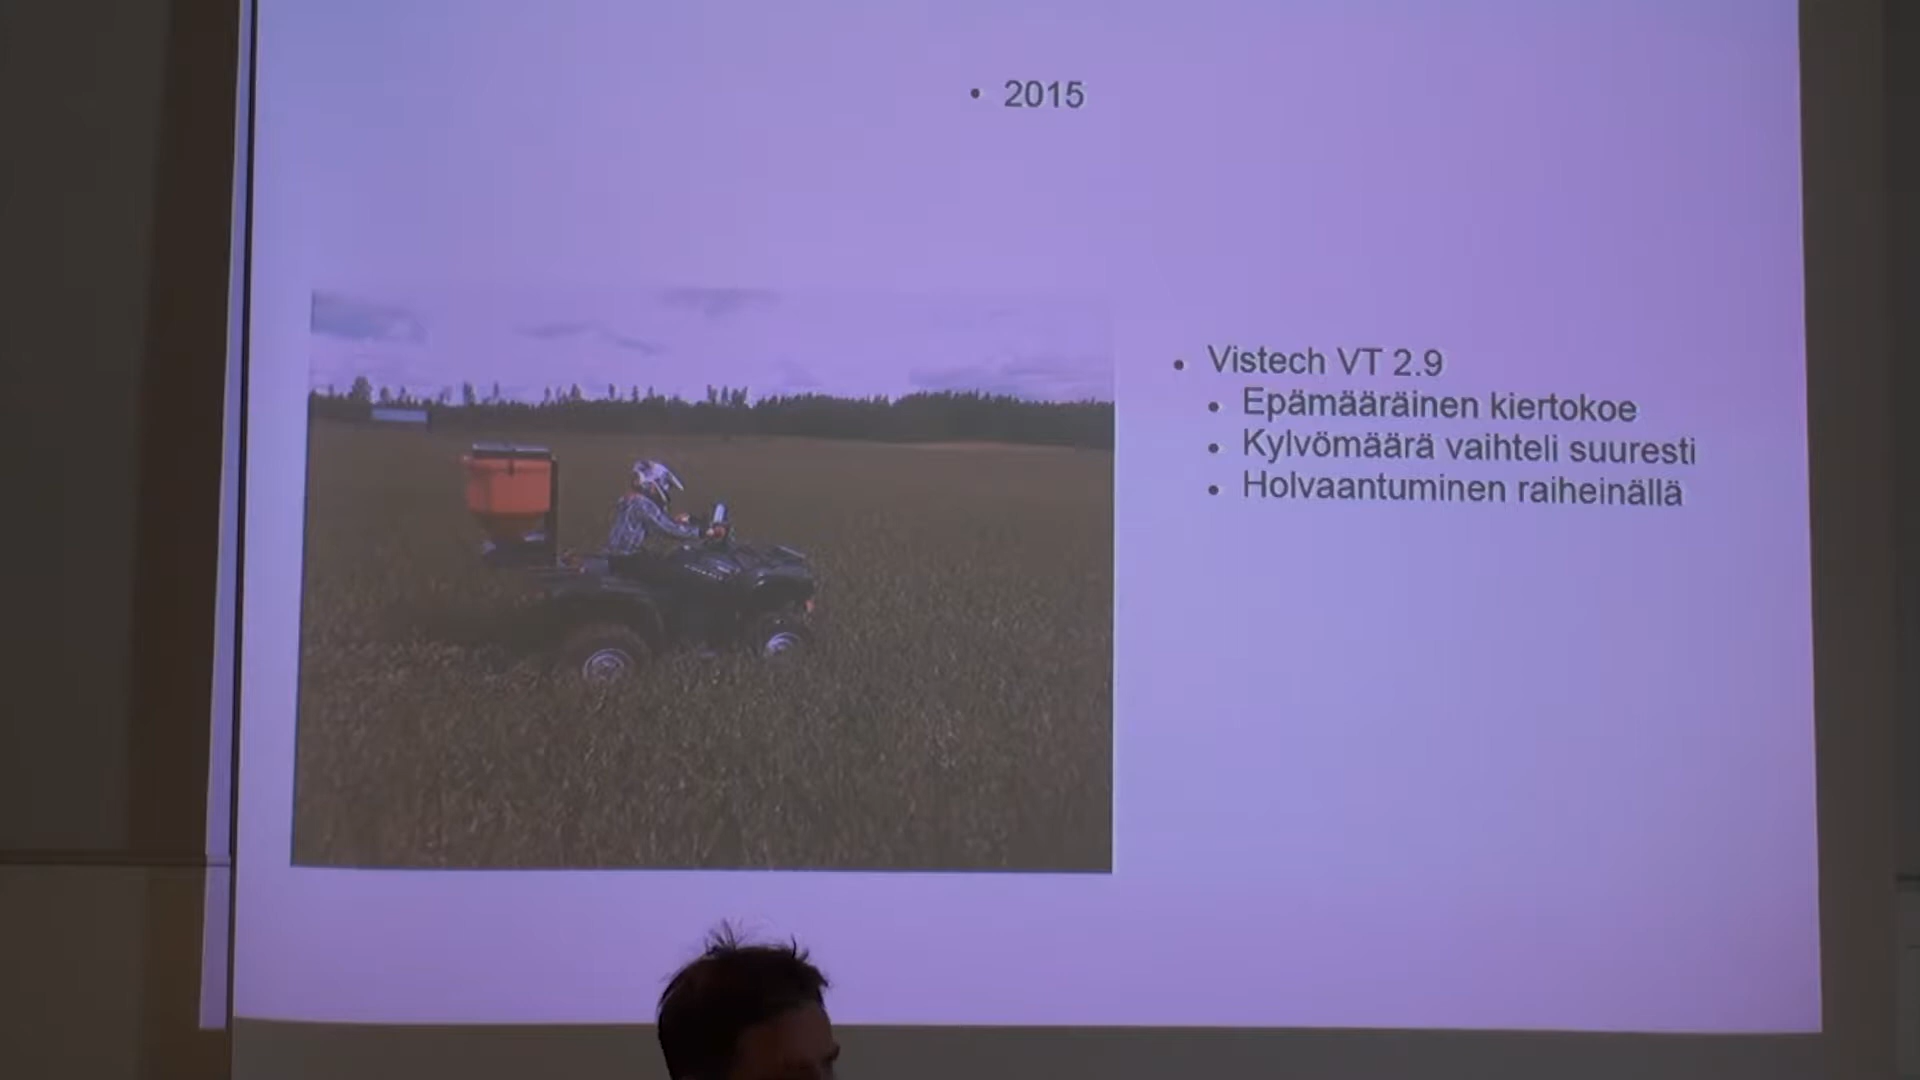 • 2015
• Vistech VT 2.9
• Epämääräinen kiertokoe
• Kylvömäärä vaihteli suuresti
• Holvaantuminen raiheinällä